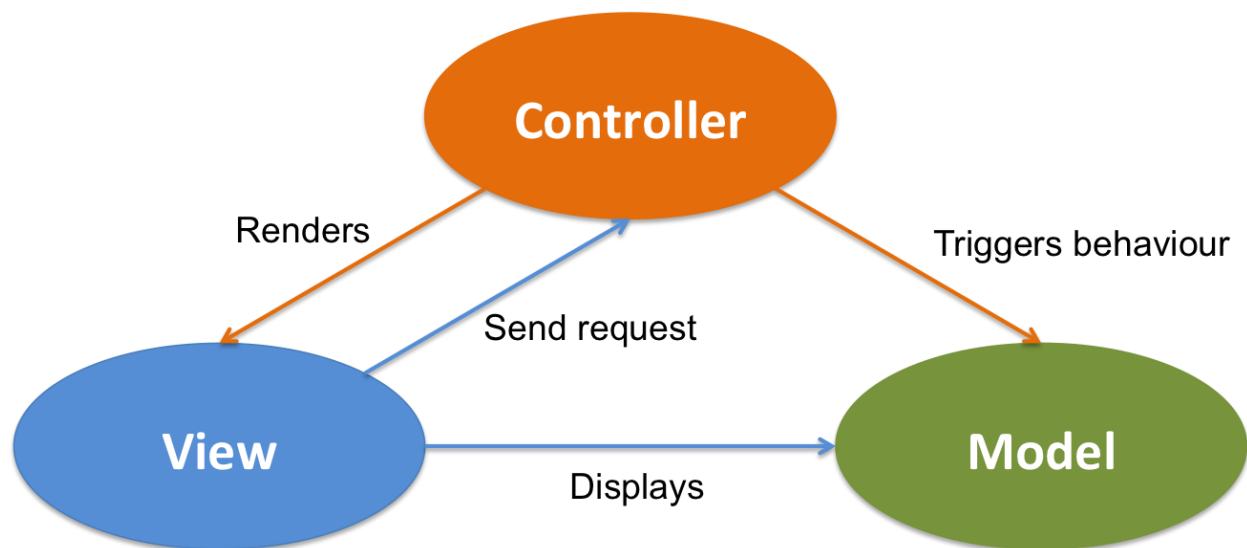 Controller
Renders
Triggers behaviour
Send request
View
Model
Displays